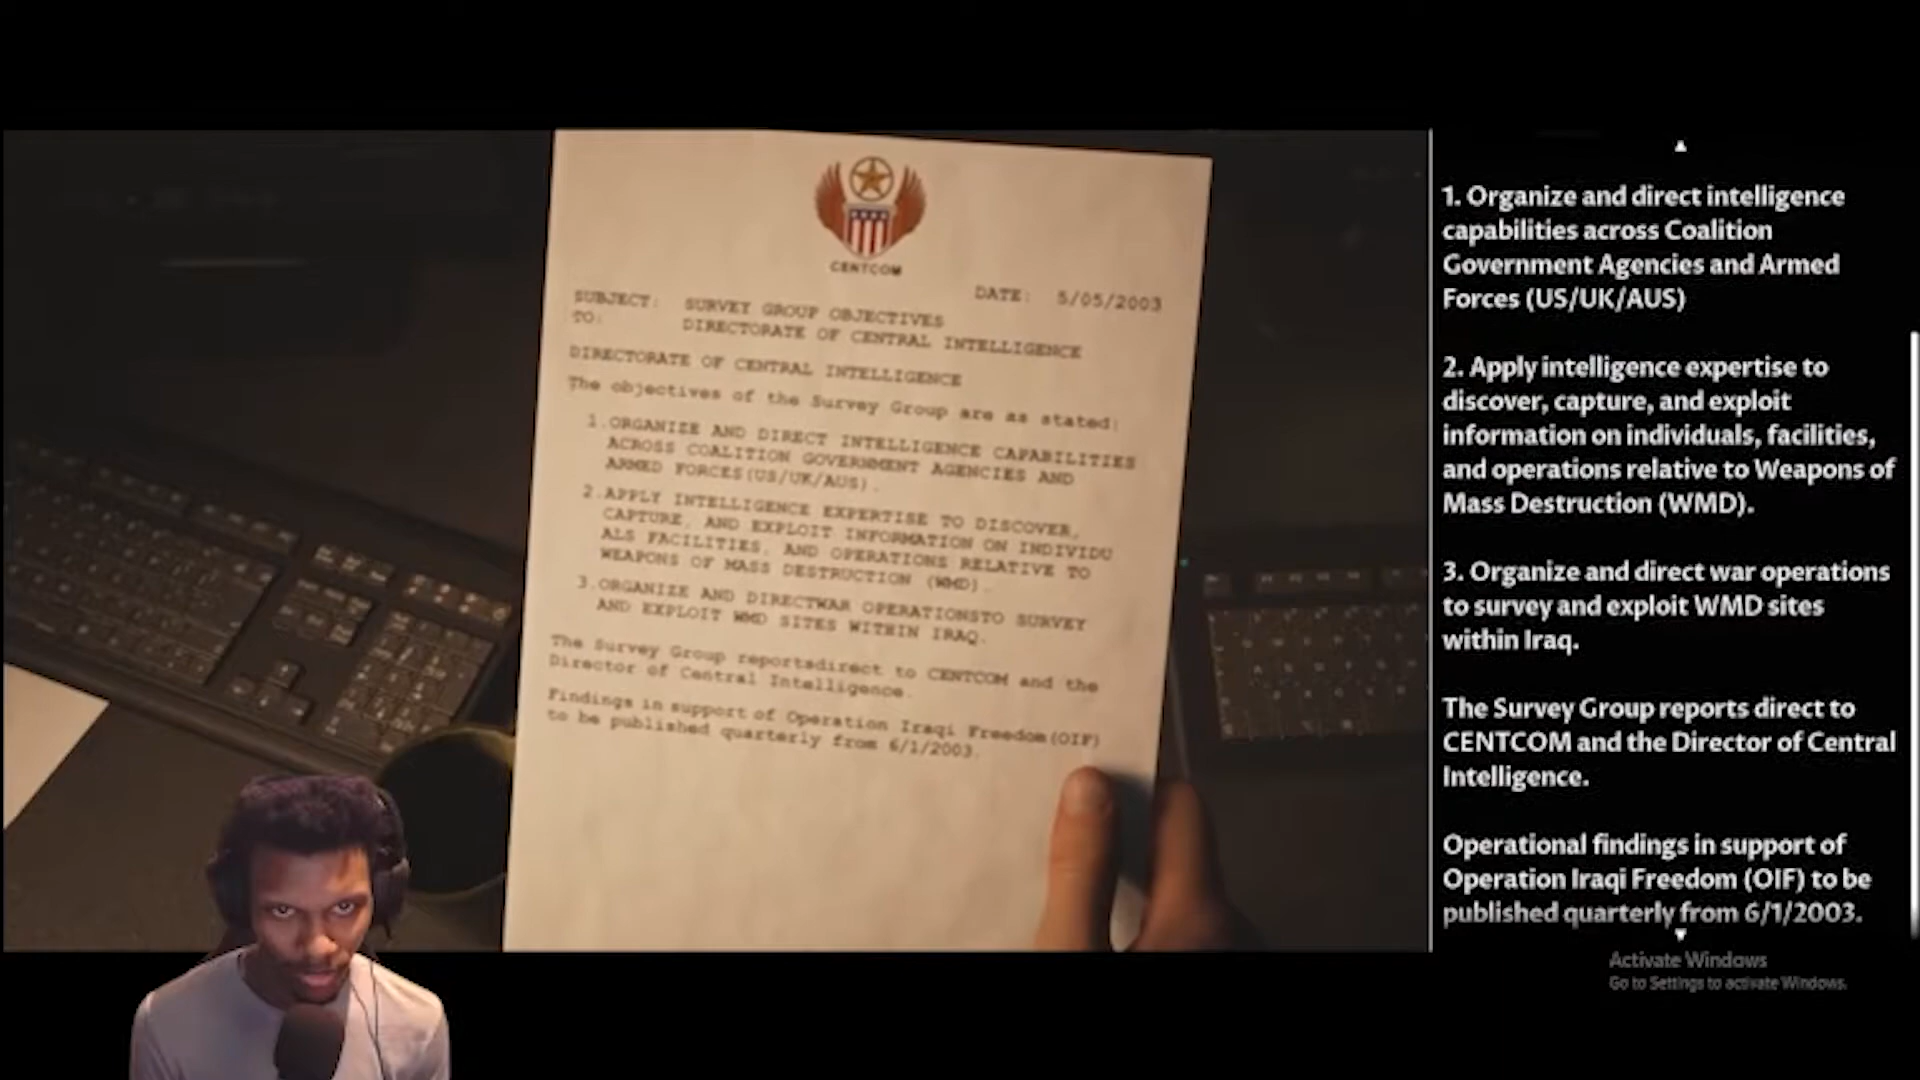 CENTCOM
DATE: 5/05/2003
SUBJECT: SURVEY GROUP OBJECTIVES
TO: DIRECTORATE OF CENTRAL INTELLIGENCE
DIRECTORATE OF CENTRAL INTELLIGENCE
The objectives of the Survey Group are as stated:
1.ORGANIZE AND DIRECT INTELLIGENCE CAPABILITIES
ACROSS COALITION GOVERNMENT AGENCIES AND
ARMED FORCES(US/UK/AUS).
2.APPLY INTELLIGENCE EXPERTISE TO DISCOVER,
CAPTURE, AND EXPLOIT INFORMATION ON INDIVIDU
ALS FACILITIES, AND OPERATIONS RELATIVE TO
WEAPONS OF MASS DESTRUCTION (WMD).
3.ORGANIZE AND DIRECTWAR OPERATIONSTO SURVEY
AND EXPLOIT WMD SITES WITHIN IRAQ.
The Survey Group reportsdirect to CENTCOM and the
Director of Central Intelligence.
Findings in support of Operation Iraqi Freedom(OIF)
to be published quarterly from 6/1/2003.
1. Organize and direct intelligence
capabilities across Coalition
Government Agencies and Armed
Forces (US/UK/AUS)
2. Apply intelligence expertise to
discover, capture, and exploit
information on individuals, facilities,
and operations relative to Weapons of
Mass Destruction (WMD).
3. Organize and direct war operations
to survey and exploit WMD sites
within Iraq.
The Survey Group reports direct to
CENTCOM and the Director of Central
Intelligence.
Operational findings in support of
Operation Iraqi Freedom (OIF) to be
published quarterly from 6/1/2003.
Activate Windows
Go to Settings to activate Windows.